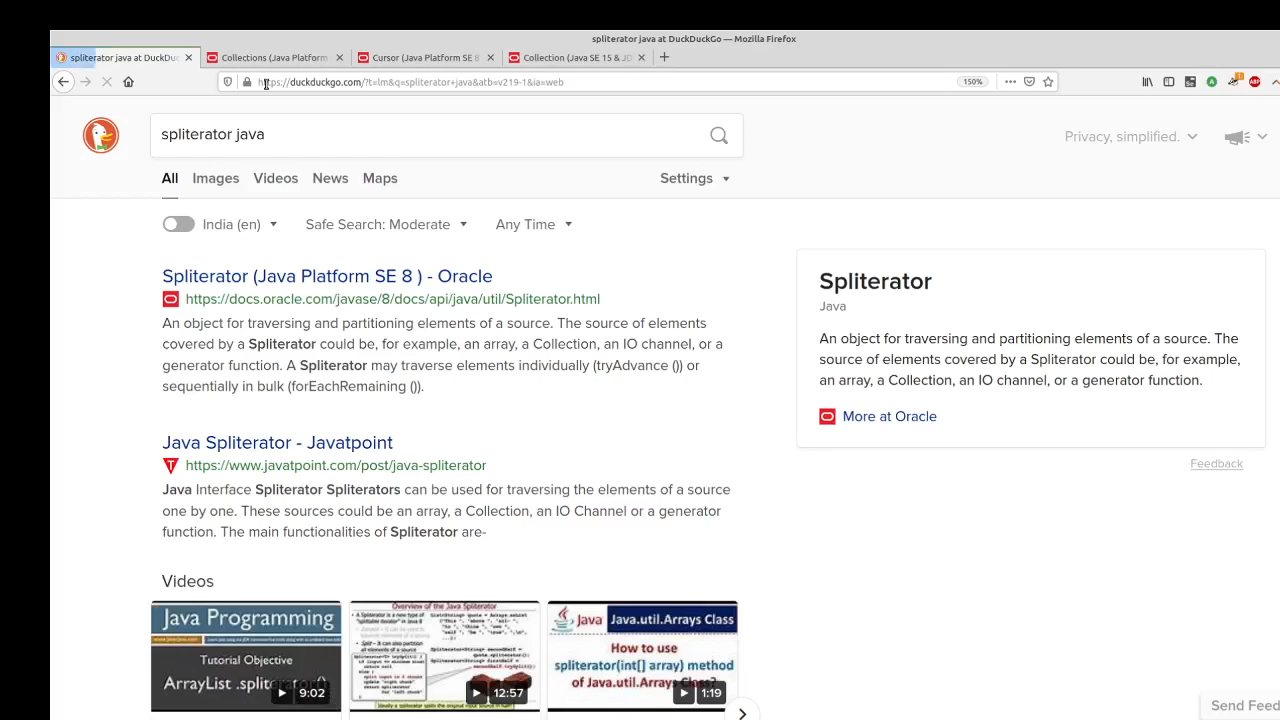 spliterator java at DuckDuckGo — Mozilla Firefox
spliterator java at DuckDuc
Collections (Java Platform
Cursor (Java Platform SE 8
Collection (Java SE 15 & JD
https://duckduckgo.com/?t=lm&q=spliterator+java&atb=v219-1&ia=web
150%
spliterator java
Privacy, simplified.
All Images Videos News Maps Settings
India (en) Safe Search: Moderate Any Time
Spliterator (Java Platform SE 8 ) - Oracle
https://docs.oracle.com/javase/8/docs/api/java/util/Spliterator.html
An object for traversing and partitioning elements of a source. The source of elements
covered by a Spliterator could be, for example, an array, a Collection, an IO channel, or a
generator function. A Spliterator may traverse elements individually (tryAdvance ()) or
sequentially in bulk (forEachRemaining ()).
Spliterator
Java
An object for traversing and partitioning elements of a source. The
source of elements covered by a Spliterator could be, for example,
an array, a Collection, an IO channel, or a generator function.
More at Oracle
Feedback
Java Spliterator - Javatpoint
https://www.javatpoint.com/post/java-spliterator
Java Interface Spliterator Spliterators can be used for traversing the elements of a source
one by one. These sources could be an array, a Collection, an IO Channel or a generator
function. The main functionalities of Spliterator are-
Videos
Java Programming
Tutorial Objective
ArrayList .spliterator()
9:02
Overview of the Java Spliterator
12:57
Java
Java.util.Arrays Class
How to use
spliterator(int[] array) method
of Java.util.Arrays Class?
1:19
Send Feed